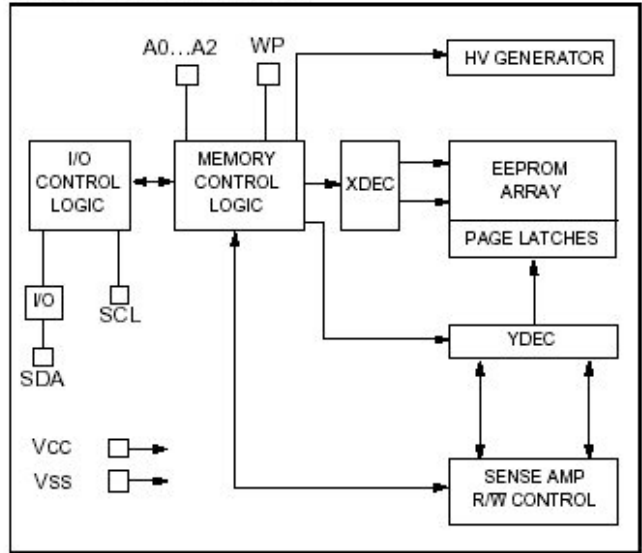 A0...A2
WP
HV GENERATOR
I/O
CONTROL
LOGIC
MEMORY
CONTROL
LOGIC
XDEC
EEPROM
ARRAY
PAGE LATCHES
I/O
SCL
SDA
YDEC
Vcc
Vss
SENSE AMP
R/W̅ CONTROL